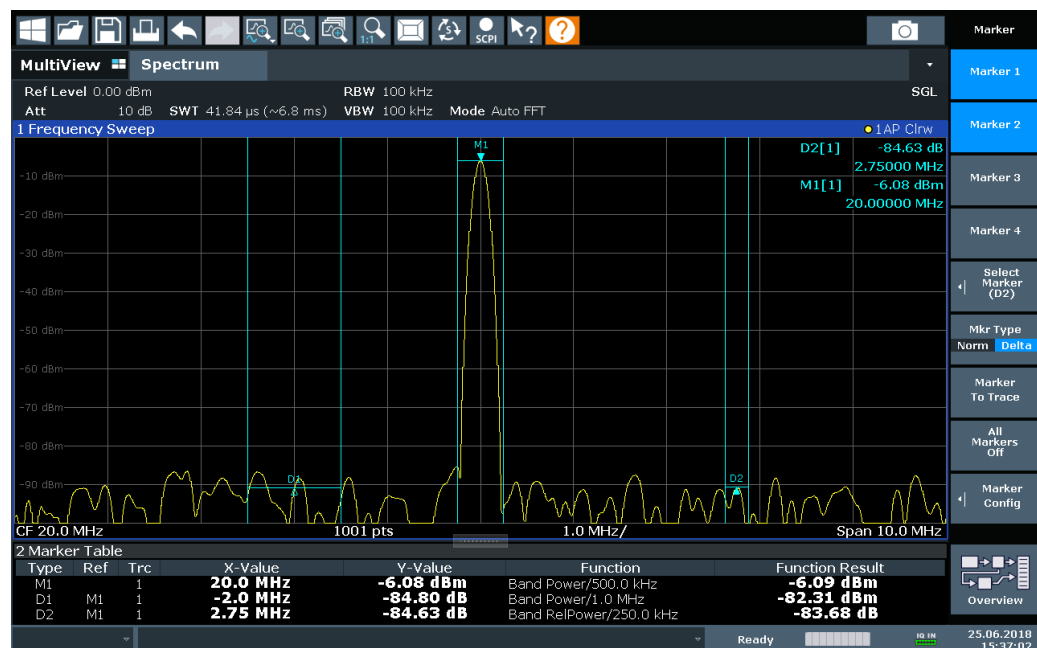 SCPI
1:1
?
Marker
MultiView Spectrum
Marker 1
Ref Level 0.00 dBm RBW 100 kHz SGL
Att 10 dB SWT 41.84 µs (~6.8 ms) VBW 100 kHz Mode Auto FFT
1 Frequency Sweep 1AP Clrw
Marker 2
M1
D2[1] -84.63 dB
2.75000 MHz
M1[1] -6.08 dBm
20.00000 MHz
-10 dBm
-20 dBm
-30 dBm
-40 dBm
-50 dBm
-60 dBm
-70 dBm
-80 dBm
-90 dBm
D1
D2
CF 20.0 MHz 1001 pts 1.0 MHz/ Span 10.0 MHz
Marker 3
Marker 4
Select
Marker
(D2)
Mkr Type
Norm Delta
Marker
To Trace
All
Markers
Off
Marker
Config
2 Marker Table
Type Ref Trc X-Value Y-Value Function Function Result
M1 1 20.0 MHz -6.08 dBm Band Power/500.0 kHz -6.09 dBm
D1 M1 1 -2.0 MHz -84.80 dB Band Power/1.0 MHz -82.31 dBm
D2 M1 1 2.75 MHz -84.63 dB Band RelPower/250.0 kHz -83.68 dB
Overview
Ready IQ IN 25.06.2018
15:37:02